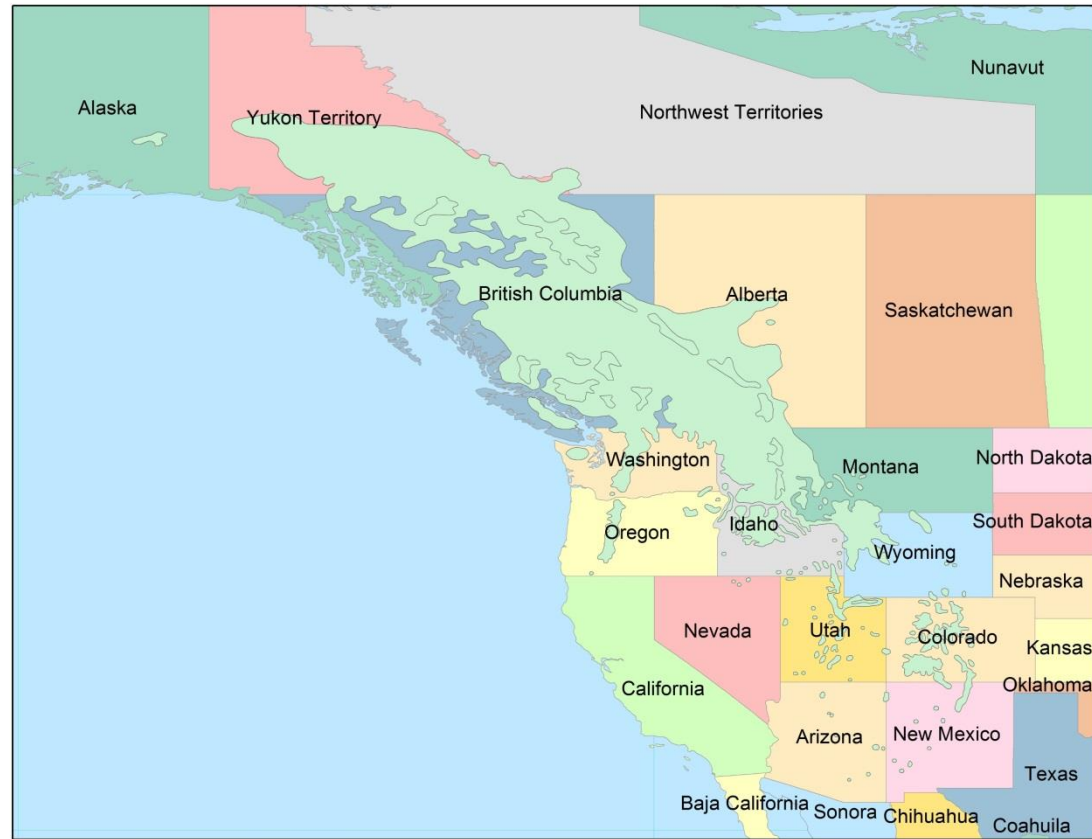 Nunavut
Alaska
Northwest Territories
Yukon Territory
British Columbia
Alberta
Saskatchewan
North Dakota
Washington
Montana
South Dakota
Idaho
Oregon
Wyoming
Nebraska
Nevada
Utah
Colorado
Kansas
California
Oklahoma
Arizona
New Mexico
Texas
Baja California
Sonora
Chihuahua
Coahuila